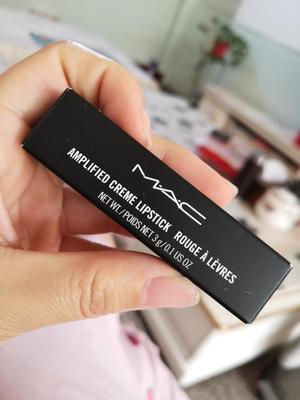 MAC
AMPLIFIED CREME LIPSTICK ROUGE À LÈVRES
NET WT./POIDS NET 3 g/0.1 US OZ